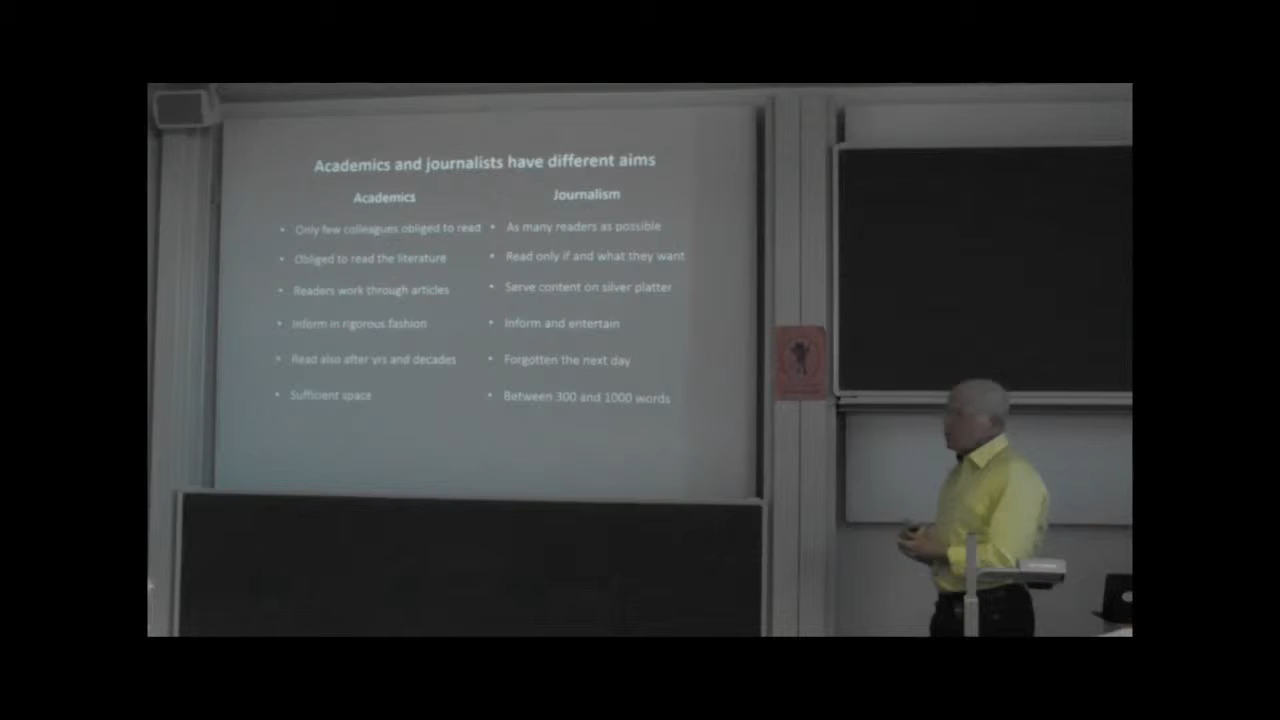 Academics and journalists have different aims
Academics
Journalism
• Only few colleagues obliged to read
• As many readers as possible
• Obliged to read the literature
• Read only if and what they want
• Readers work through articles
• Serve content on silver platter
• Inform in rigorous fashion
• Inform and entertain
• Read also after yrs and decades
• Forgotten the next day
• Sufficient space
• Between 300 and 1000 words